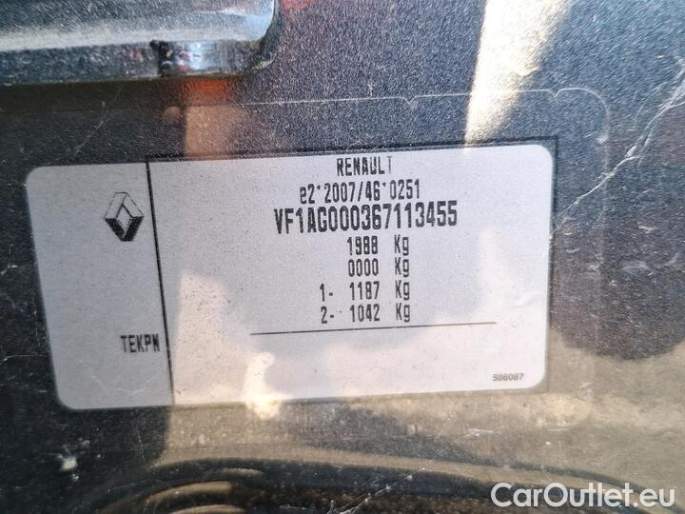 RENAULT
e2*2007/46*0251
VF1AG000367113455
1988 Kg
0000 Kg
1- 1187 Kg
2- 1042 Kg
TEKPN
506067
CarOutlet.eu